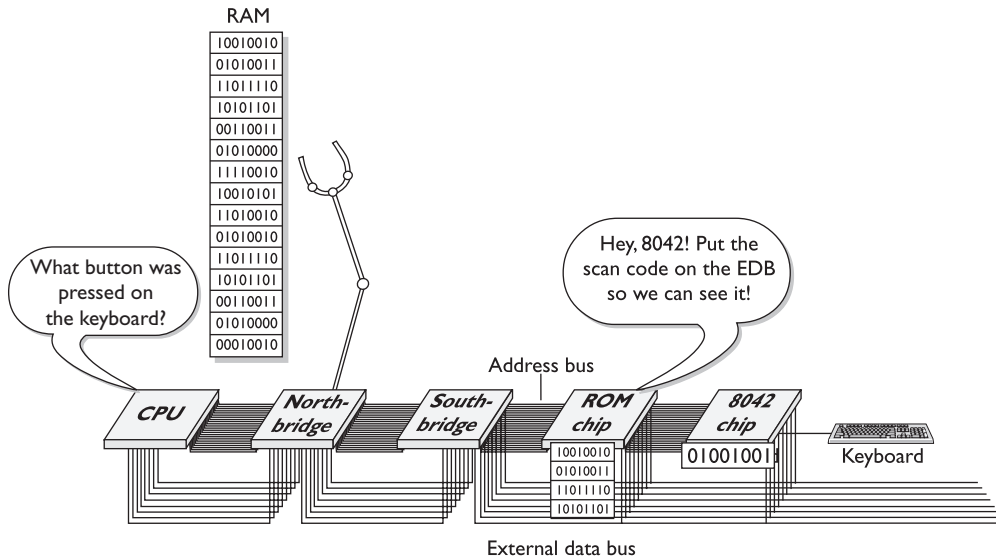 RAM
10010010
01010011
11011110
10101101
00110011
01010000
11110010
10010101
11010010
01010010
11011110
10101101
00110011
01010000
00010010
What button was
pressed on
the keyboard?
Hey, 8042! Put the
scan code on the EDB
so we can see it!
Address bus
CPU
North-
bridge
South-
bridge
ROM
chip
8042
chip
10010010
01010011
11011110
10101101
01001001
Keyboard
External data bus